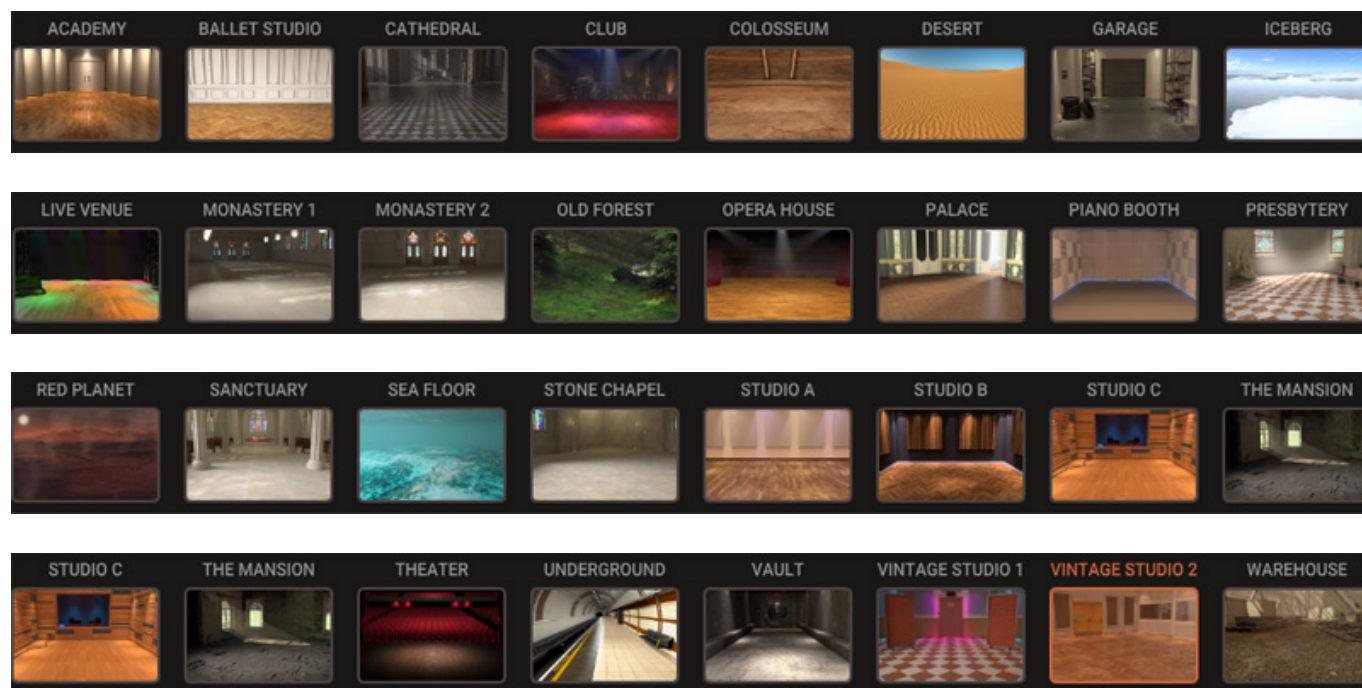 ACADEMY BALLET STUDIO CATHEDRAL CLUB COLOSSEUM DESERT GARAGE ICEBERG
LIVE VENUE MONASTERY 1 MONASTERY 2 OLD FOREST OPERA HOUSE PALACE PIANO BOOTH PRESBYTERY
RED PLANET SANCTUARY SEA FLOOR STONE CHAPEL STUDIO A STUDIO B STUDIO C THE MANSION
STUDIO C THE MANSION THEATER UNDERGROUND VAULT VINTAGE STUDIO 1 VINTAGE STUDIO 2 WAREHOUSE